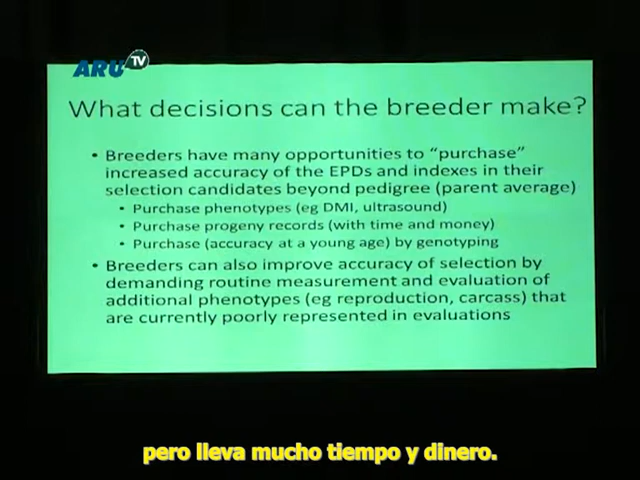 ARU TV
What decisions can the breeder make?
• Breeders have many opportunities to “purchase”
increased accuracy of the EPDs and indexes in their
selection candidates beyond pedigree (parent average)
• Purchase phenotypes (eg DMI, ultrasound)
• Purchase progeny records (with time and money)
• Purchase (accuracy at a young age) by genotyping
• Breeders can also improve accuracy of selection by
demanding routine measurement and evaluation of
additional phenotypes (eg reproduction, carcass) that
are currently poorly represented in evaluations
pero lleva mucho tiempo y dinero.